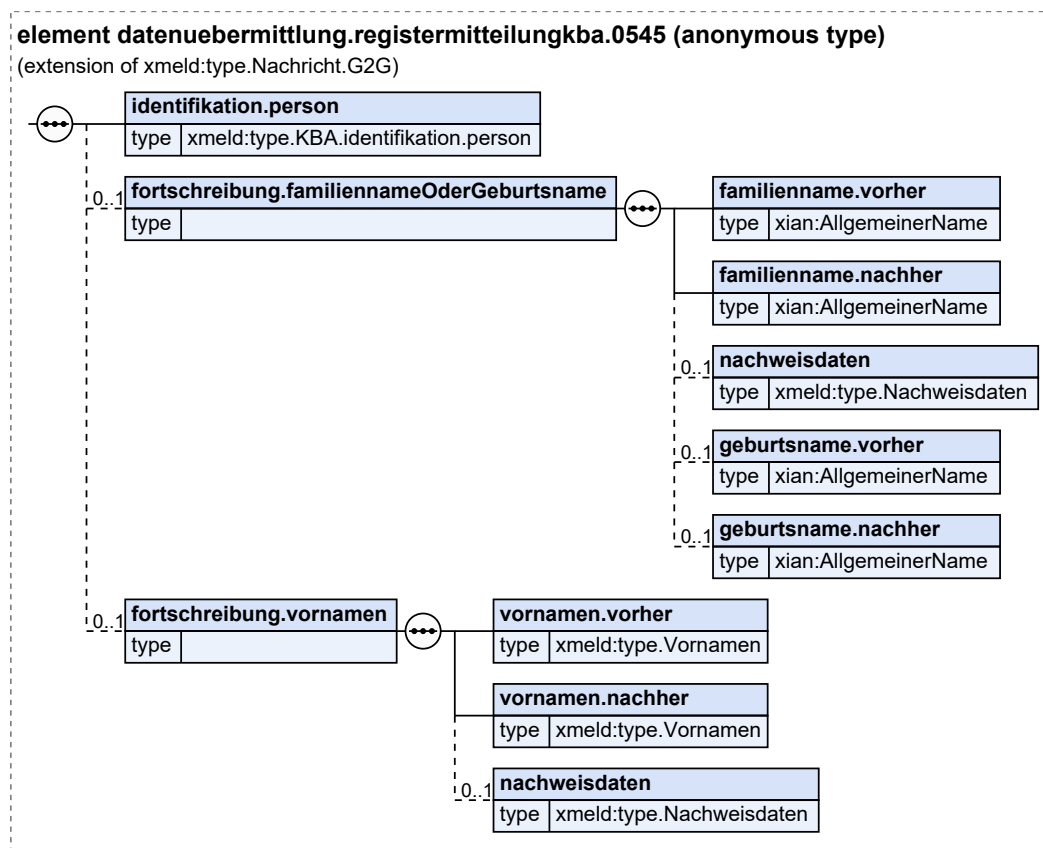 element datenuebermittlung.registermitteilungkba.0545 (anonymous type)
(extension of xmeld:type.Nachricht.G2G)
identifikation.person
type xmeld:type.KBA.identifikation.person
0..1 fortschreibung.familiennameOderGeburtsname
type
familienname.vorher
type xian:AllgemeinerName
familienname.nachher
type xian:AllgemeinerName
0..1 nachweisdaten
type xmeld:type.Nachweisdaten
0..1 geburtsname.vorher
type xian:AllgemeinerName
0..1 geburtsname.nachher
type xian:AllgemeinerName
0..1 fortschreibung.vornamen
type
vornamen.vorher
type xmeld:type.Vornamen
vornamen.nachher
type xmeld:type.Vornamen
0..1 nachweisdaten
type xmeld:type.Nachweisdaten